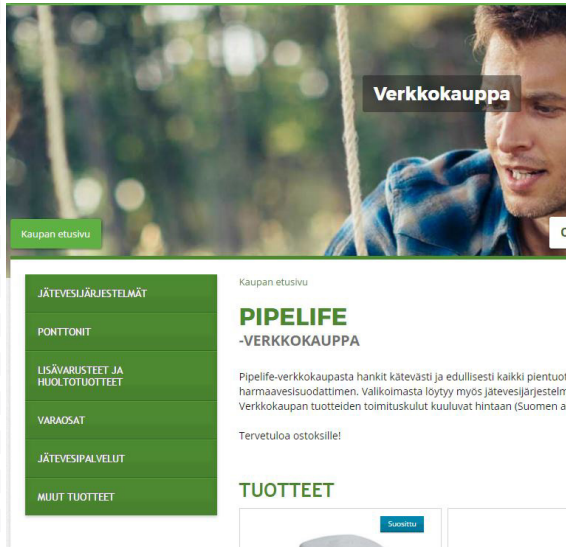 Verkkokauppa
Kaupan etusivu
JÄTEVESIJÄRJESTELMÄT
PONTTONIT
LISÄVARUSTEET JA
HUOLTOTUOTTEET
VARAOSAT
JÄTEVESIPALVELUT
MUUT TUOTTEET
Kaupan etusivu
PIPELIFE
-VERKKOKAUPPA
Pipelife-verkkokaupasta hankit kätevästi ja edullisesti kaikki pientuot
harmaavesisuodattimen. Valikoimasta löytyy myös jätevesijärjestelm
Verkkokaupan tuotteiden toimituskulut kuuluvat hintaan (Suomen a
Tervetuloa ostoksille!
TUOTTEET
Suosittu